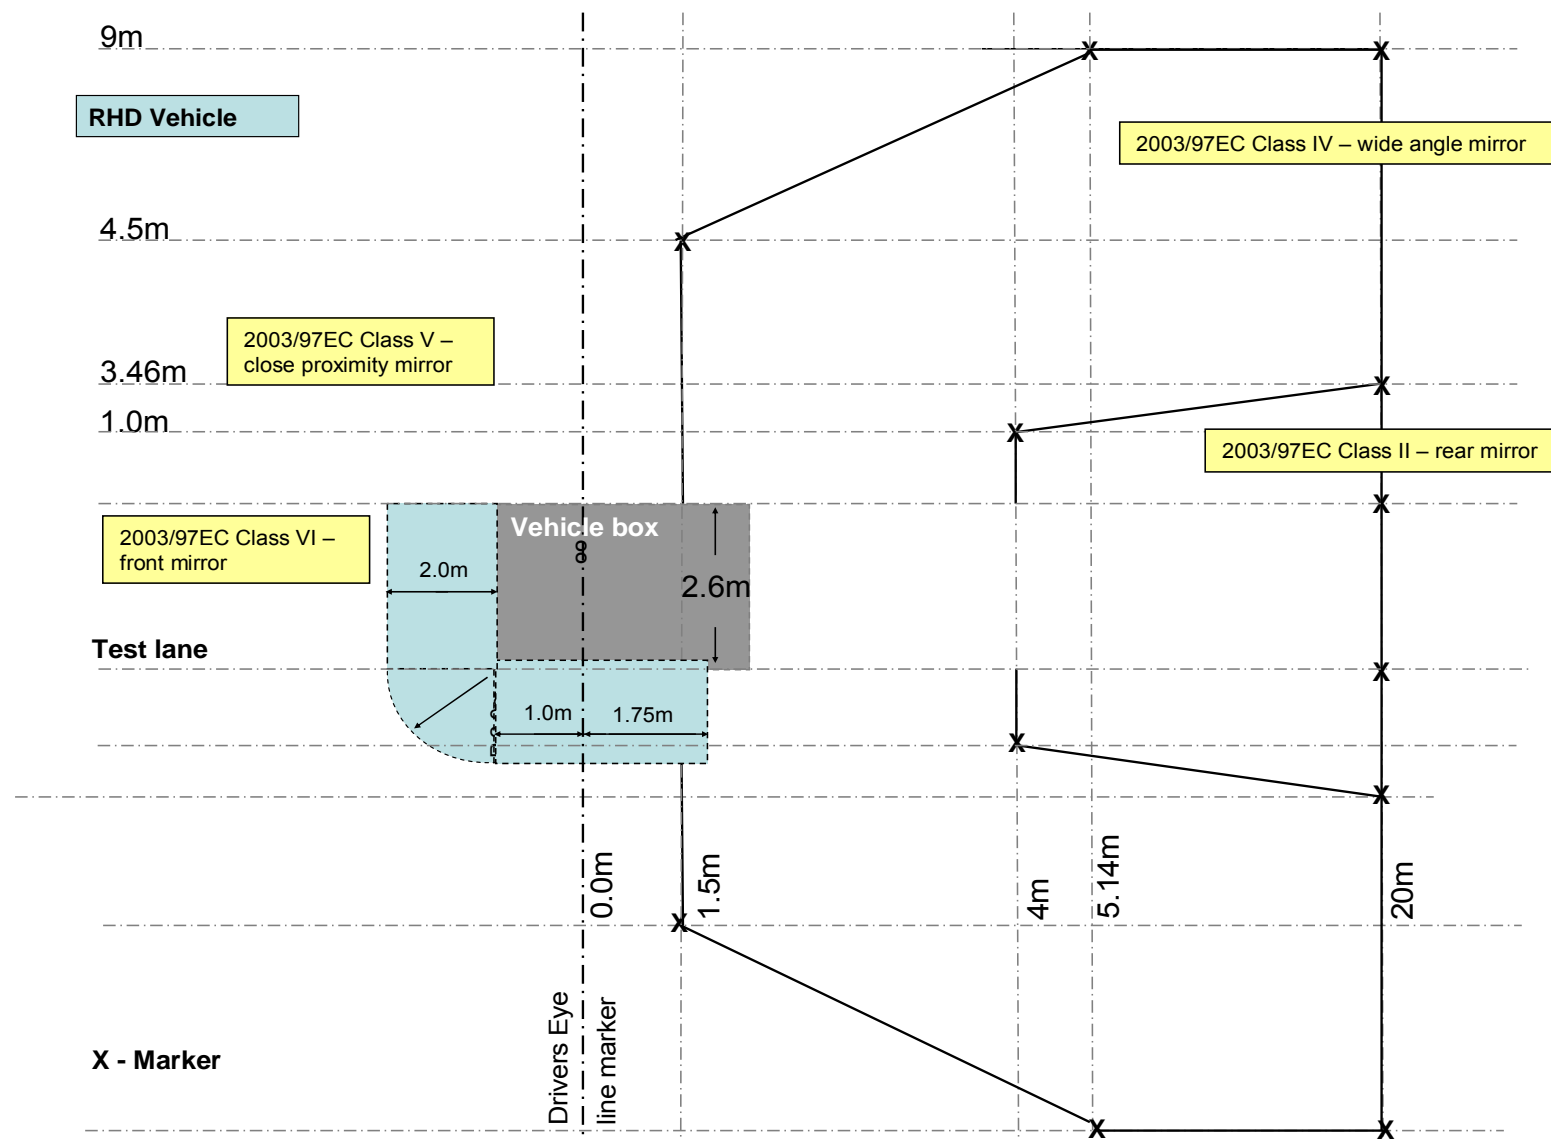 9m
RHD Vehicle
2003/97EC Class IV – wide angle mirror
4.5m
2003/97EC Class V –
close proximity mirror
3.46m
1.0m
2003/97EC Class II – rear mirror
Vehicle box
2003/97EC Class VI –
front mirror
2.0m
2.6m
Test lane
1.0m
1.75m
0.0m
1.5m
4m
5.14m
20m
Drivers Eye
line marker
X - Marker